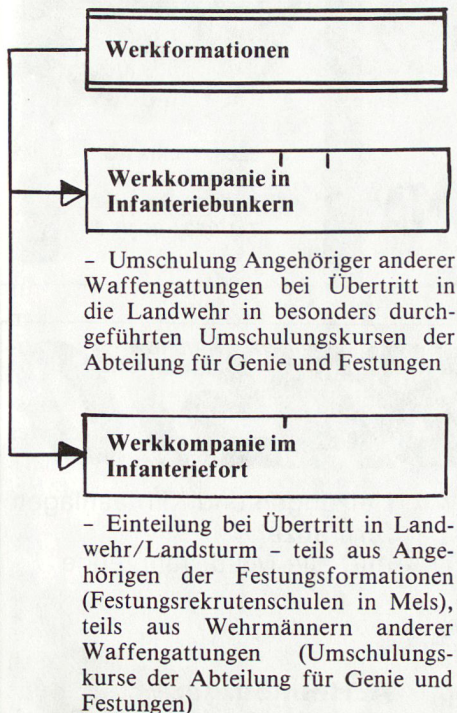 Werkformationen
Werkkompanie in
Infanteriebunkern
– Umschulung Angehöriger anderer
Waffengattungen bei Übertritt in
die Landwehr in besonders durch-
geführten Umschulungskursen der
Abteilung für Genie und Festungen
Werkkompanie im
Infanteriefort
– Einteilung bei Übertritt in Land-
wehr/Landsturm – teils aus Ange-
hörigen der Festungsformationen
(Festungsrekrutenschulen in Mels),
teils aus Wehrmännern anderer
Waffengattungen (Umschulungs-
kurse der Abteilung für Genie und
Festungen)